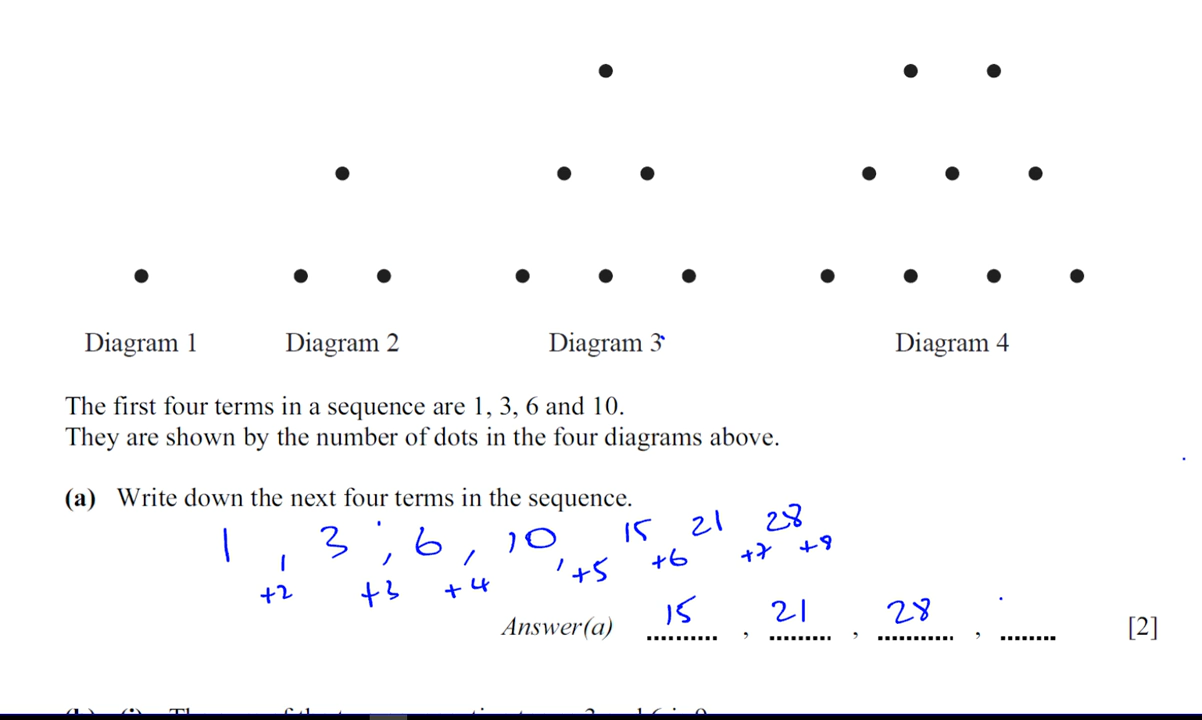 Diagram 1 Diagram 2 Diagram 3 Diagram 4
The first four terms in a sequence are 1, 3, 6 and 10.
They are shown by the number of dots in the four diagrams above.
(a) Write down the next four terms in the sequence.
1, 3, 6, 10, 15 21 28
+2 +3 +4 +5 +6 +7 +8
Answer(a) 15, 21, 28, ........ [2]